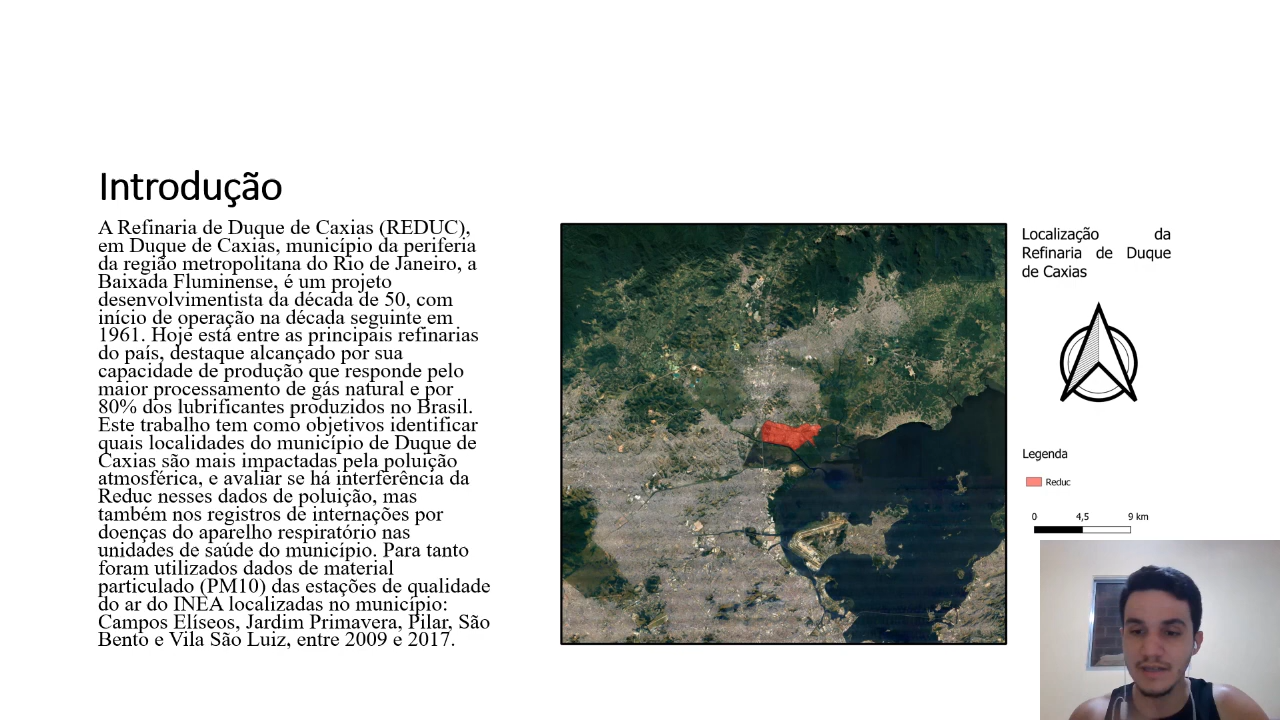 Introdução
A Refinaria de Duque de Caxias (REDUC),
em Duque de Caxias, município da periferia
da região metropolitana do Rio de Janeiro, a
Baixada Fluminense, é um projeto
desenvolvimentista da década de 50, com
início de operação na década seguinte em
1961. Hoje está entre as principais refinarias
do país, destaque alcançado por sua
capacidade de produção que responde pelo
maior processamento de gás natural e por
80% dos lubrificantes produzidos no Brasil.
Este trabalho tem como objetivos identificar
quais localidades do município de Duque de
Caxias são mais impactadas pela poluição
atmosférica, e avaliar se há interferência da
Reduc nesses dados de poluição, mas
também nos registros de internações por
doenças do aparelho respiratório nas
unidades de saúde do município. Para tanto
foram utilizados dados de material
particulado (PM10) das estações de qualidade
do ar do INEA localizadas no município:
Campos Elíseos, Jardim Primavera, Pilar, São
Bento e Vila São Luiz, entre 2009 e 2017.
Localização da
Refinaria de Duque
de Caxias
Legenda
Reduc
0 4,5 9 km